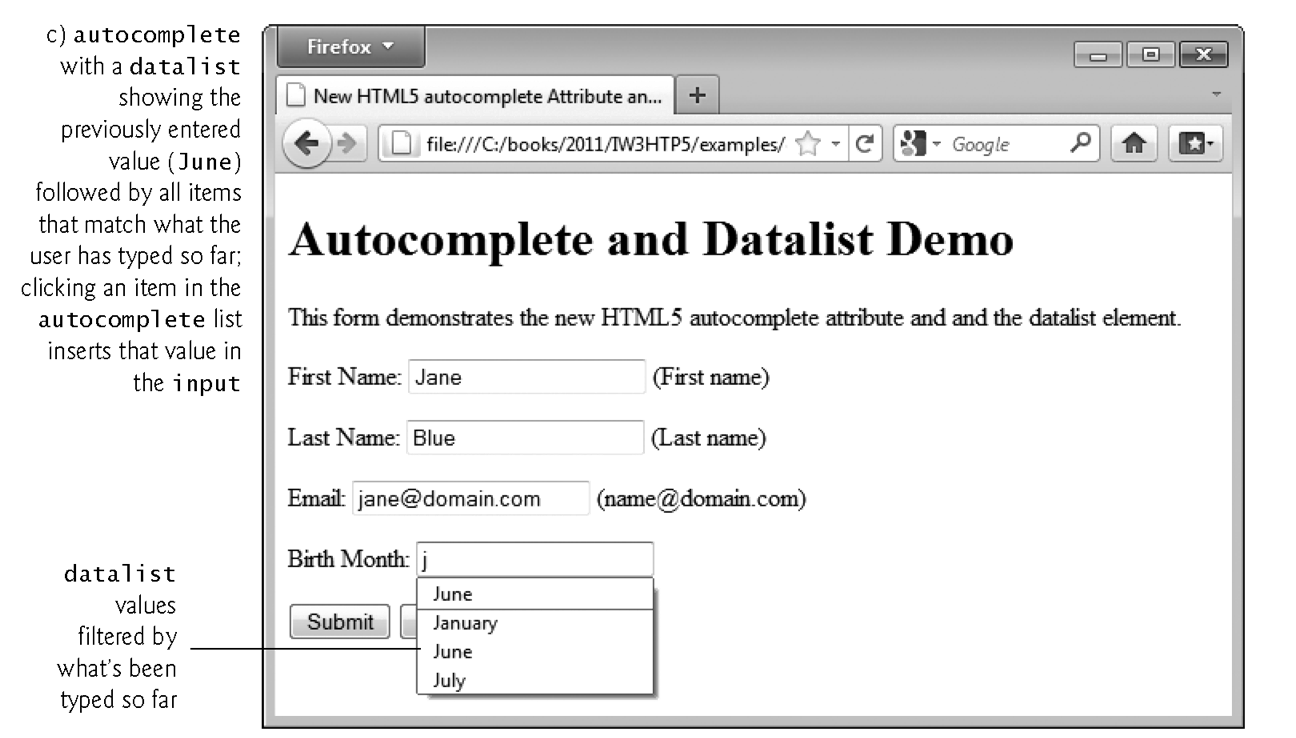 c) autocomplete
with a datalist
showing the
previously entered
value (June)
followed by all items
that match what the
user has typed so far;
clicking an item in the
autocomplete list
inserts that value in
the input
Firefox
New HTML5 autocomplete Attribute an...
file:////C:/books/2011/IW3HTP5/examples/
Google
Autocomplete and Datalist Demo
This form demonstrates the new HTML5 autocomplete attribute and and the datalist element.
First Name: Jane (First name)
Last Name: Blue (Last name)
Email: jane@domain.com (name@domain.com)
Birth Month: j
June
Submit
January
June
July
datalist
values
filtered by
what's been
typed so far